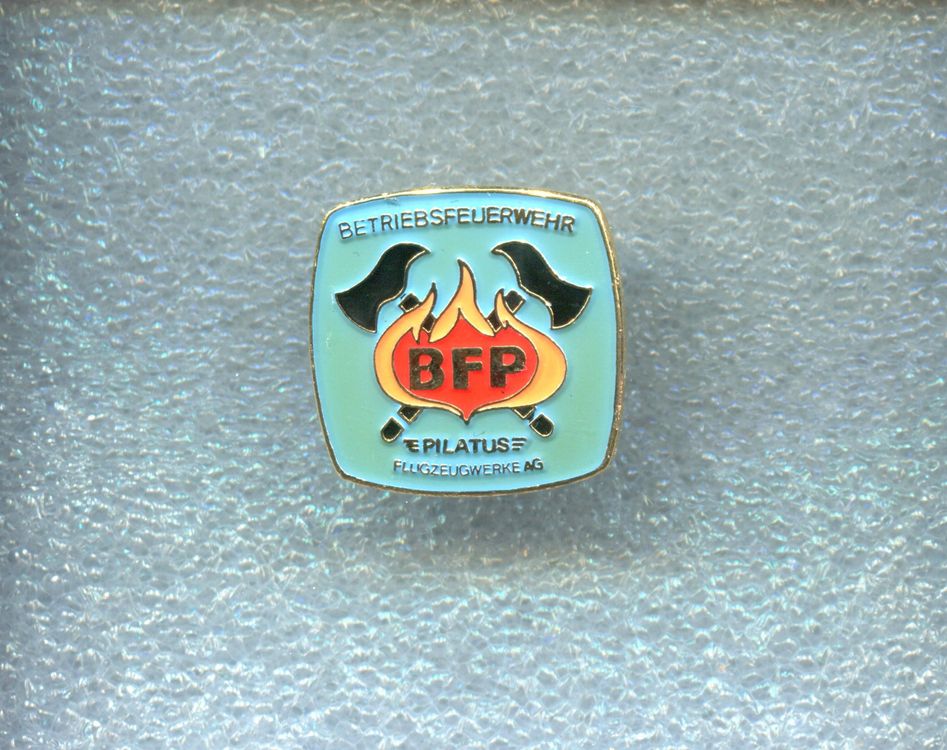 BETRIEBSFEUERWEHR
BFP
PILATUS
FLUGZEUGWERKE AG